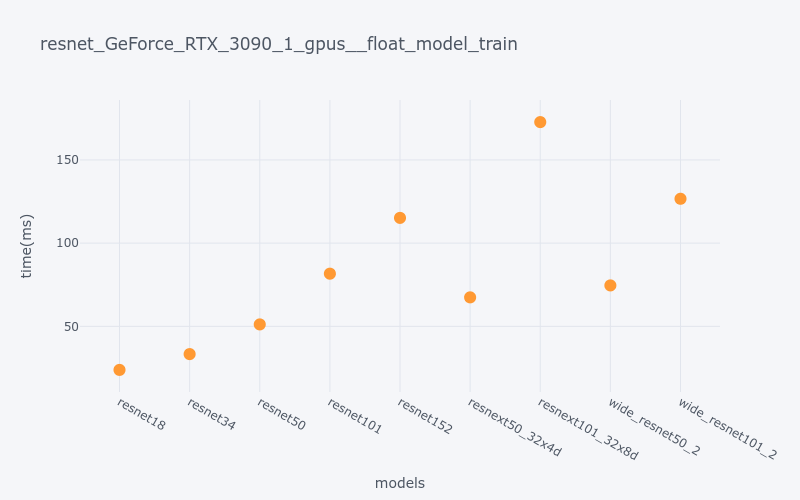 resnet_GeForce_RTX_3090_1_gpus__float_model_train
time(ms)
150
100
50
resnet18
resnet34
resnet50
resnet101
resnet152
resnext50_32x4d
resnext101_32x8d
wide_resnet50_2
wide_resnet101_2
models